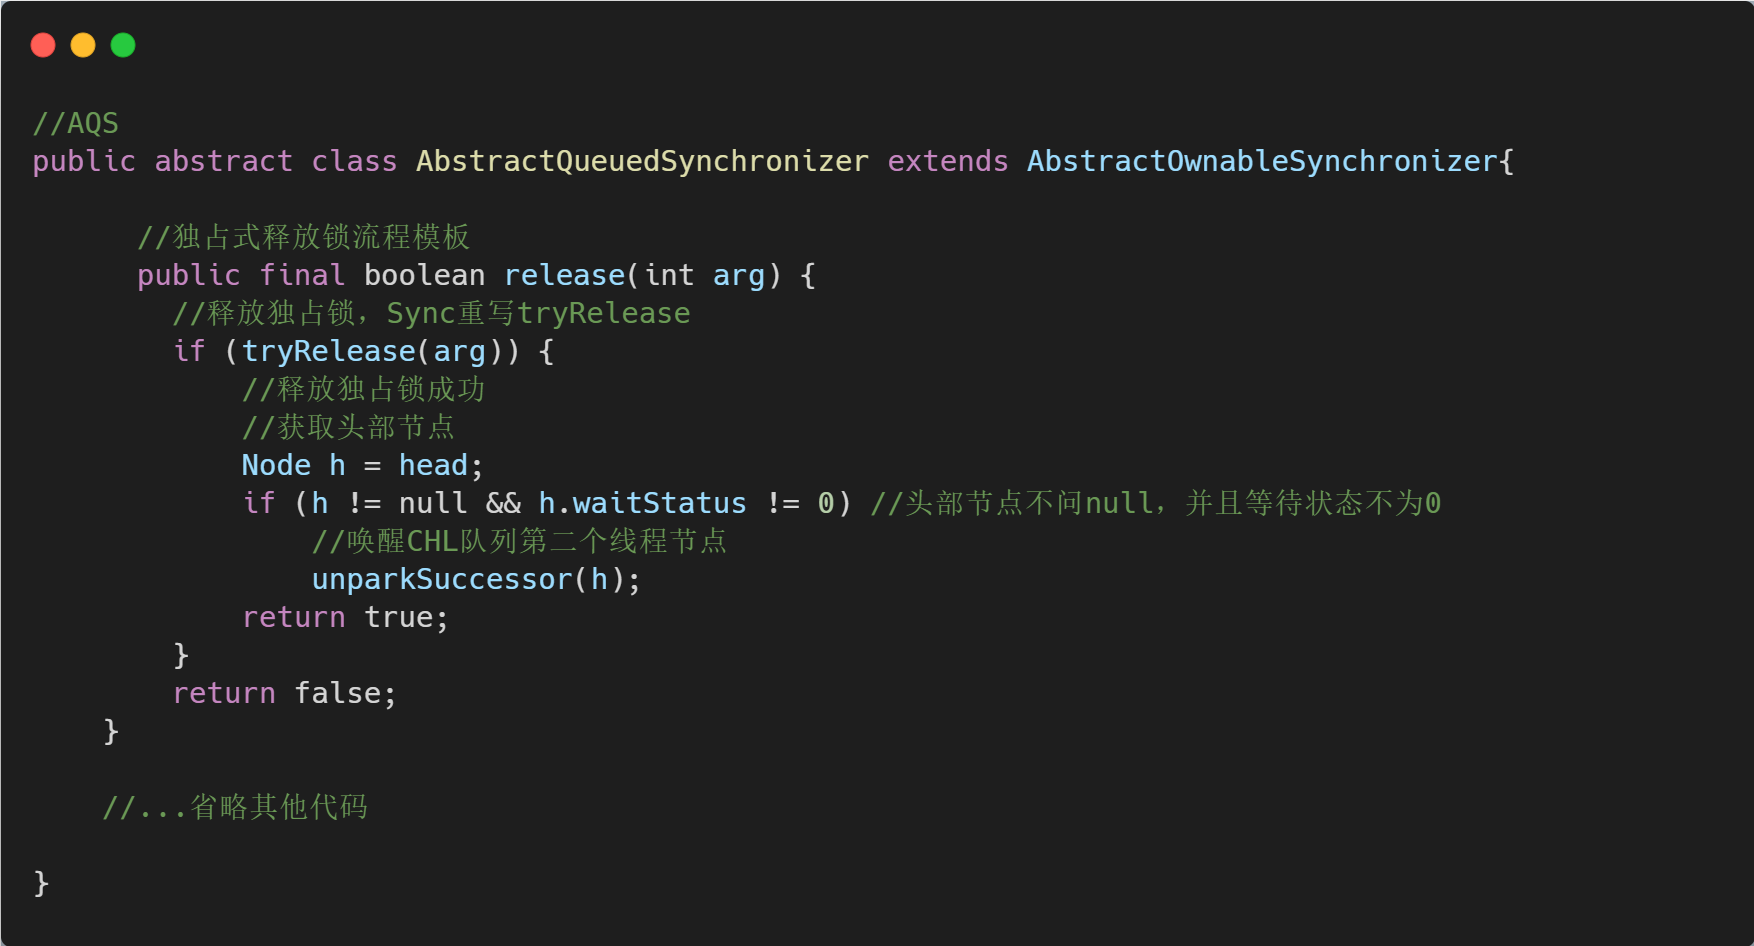 //AQS
public abstract class AbstractQueuedSynchronizer extends AbstractOwnableSynchronizer{
//独占式释放锁流程模板
public final boolean release(int arg) {
//释放独占锁，Sync重写tryRelease
if (tryRelease(arg)) {
//释放独占锁成功
//获取头部节点
Node h = head;
if (h != null && h.waitStatus != 0) //头部节点不问null，并且等待状态不为0
//唤醒CHL队列第二个线程节点
unparkSuccessor(h);
return true;
}
return false;
}
//...省略其他代码
}